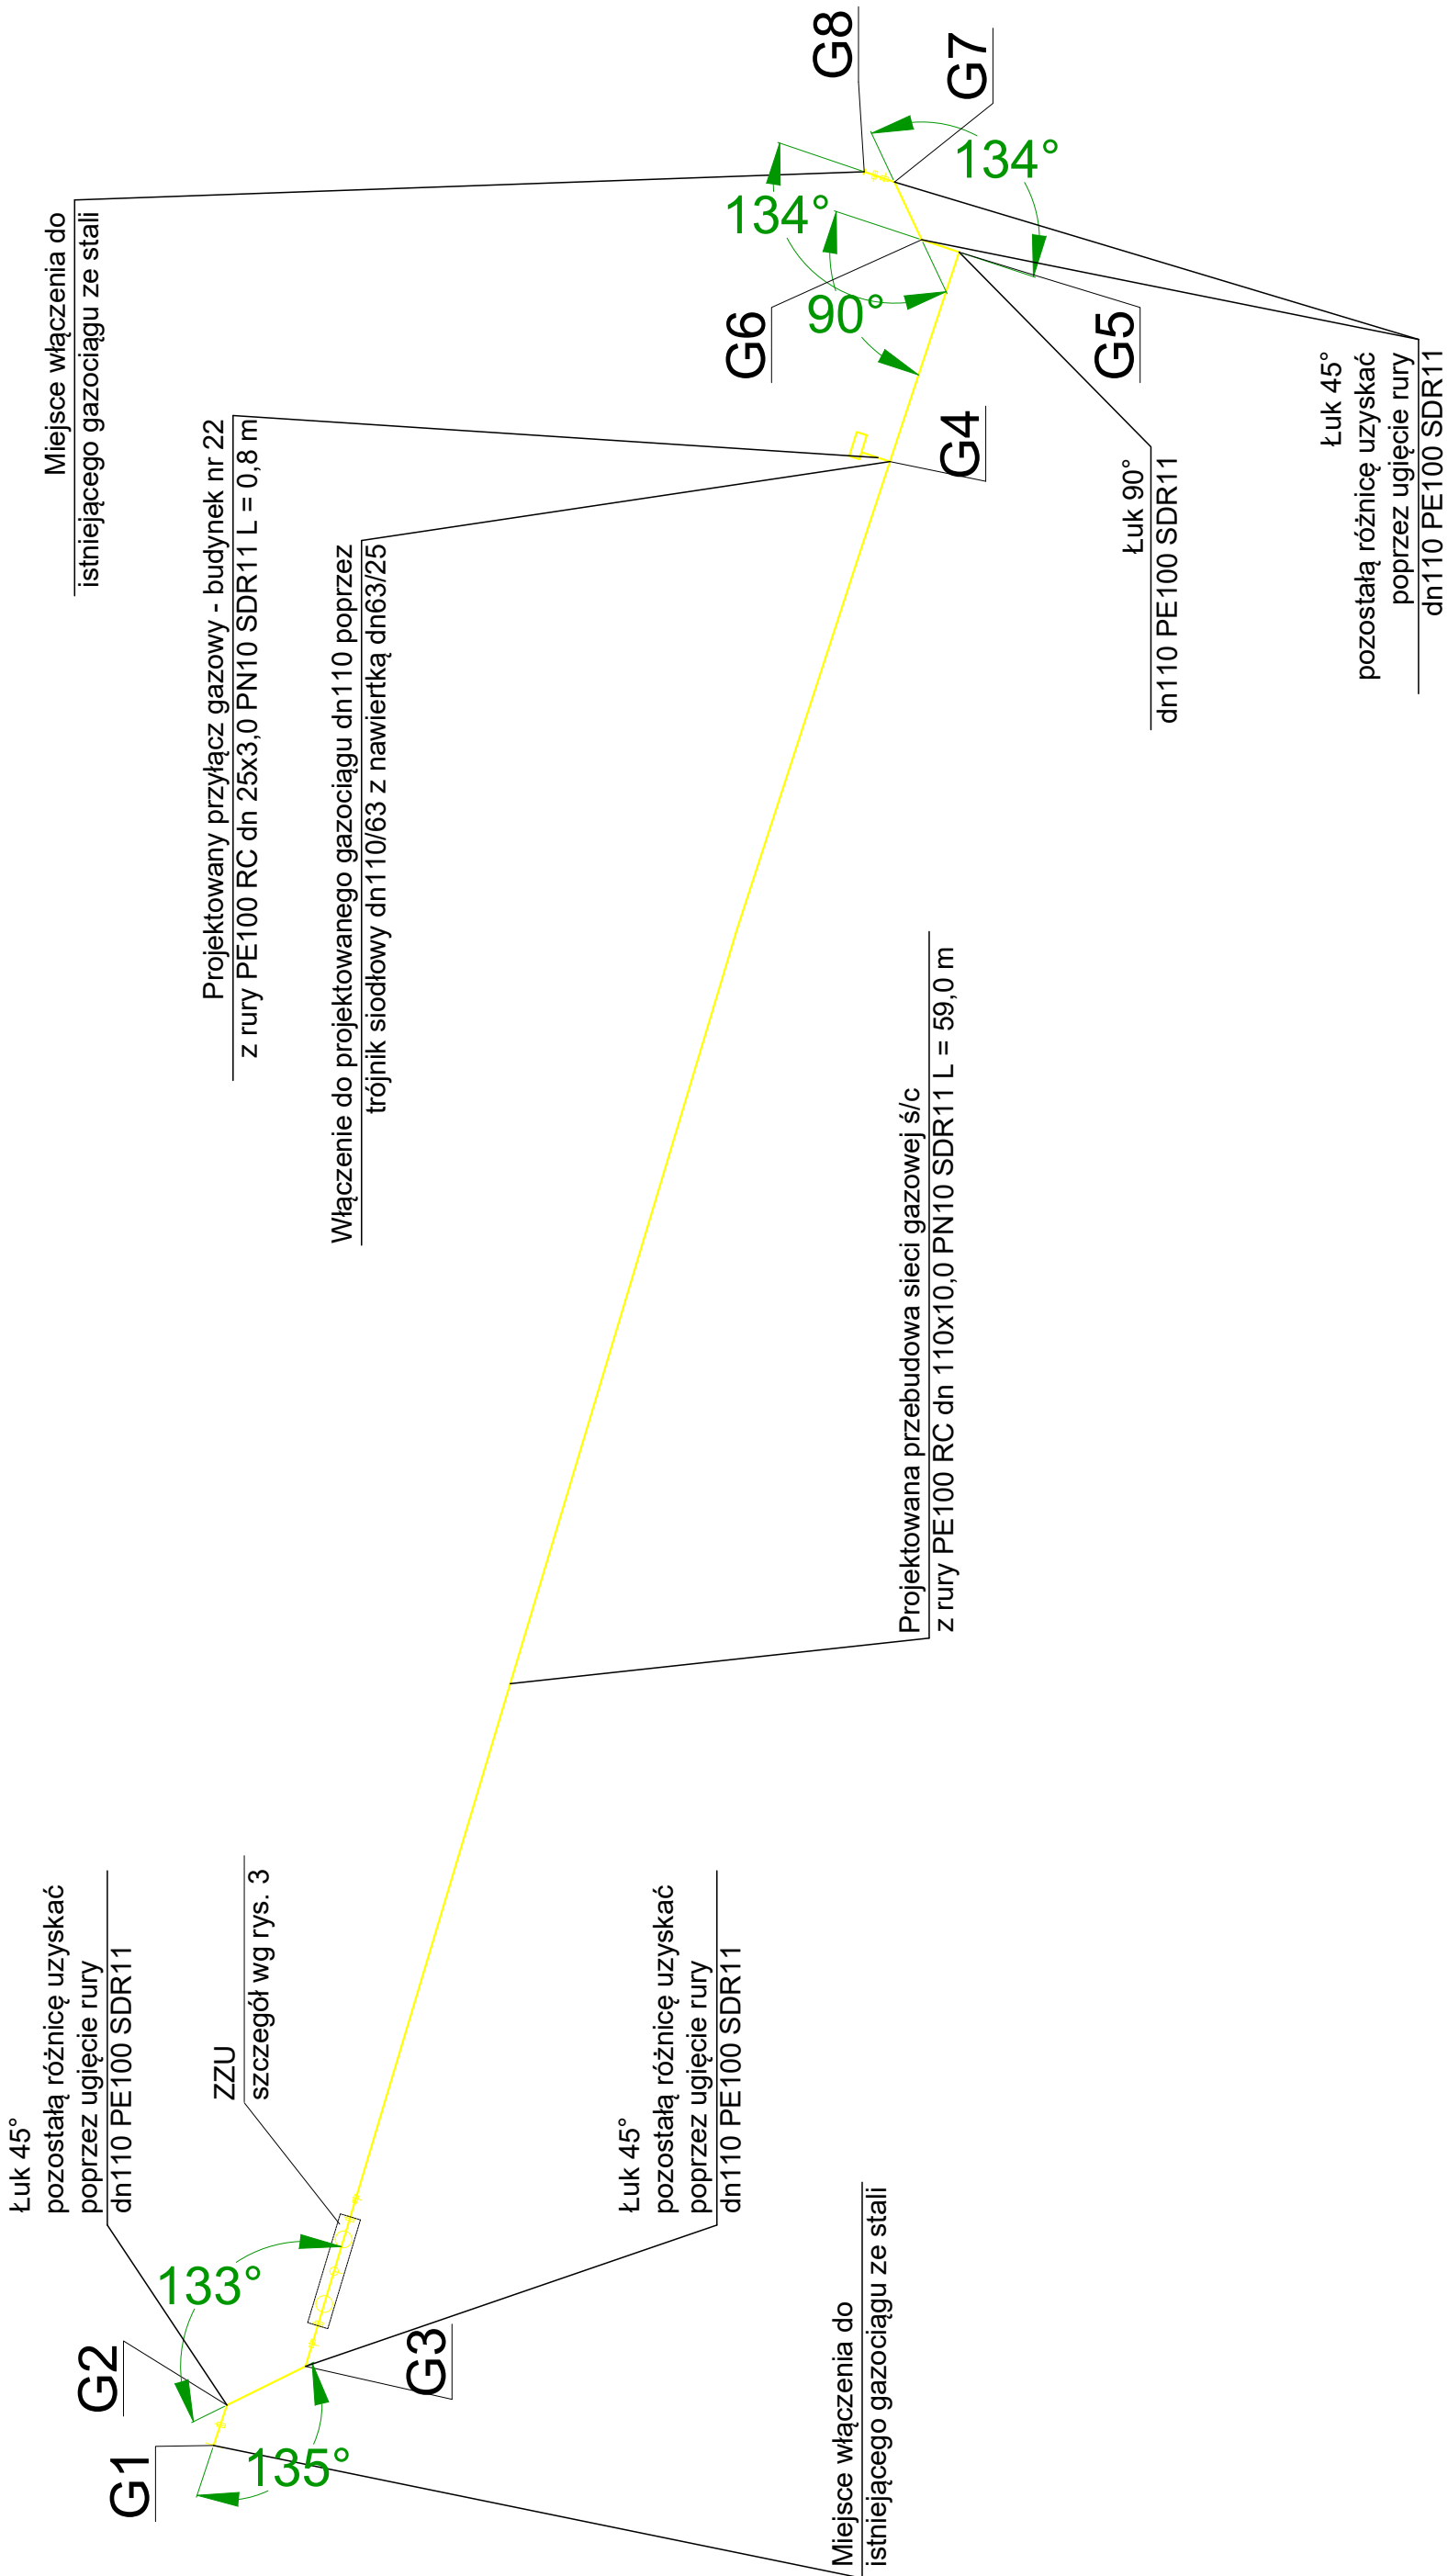 Łuk 45°
pozostałą różnicę uzyskać
poprzez ugięcie rury
dn110 PE100 SDR11
ZZU
szczegół wg rys. 3
G1
G2
G3
133°
135°
Łuk 45°
pozostałą różnicę uzyskać
poprzez ugięcie rury
dn110 PE100 SDR11
Miejsce włączenia do
istniejącego gazociągu ze stali
Projektowana przebudowa sieci gazowej ś/c
z rury PE100 RC dn 110x10,0 PN10 SDR11 L = 59,0 m
Włączenie do projektowanego gazociągu dn110 poprzez
trójnik siodłowy dn110/63 z nawiertką dn63/25
Projektowany przyłącz gazowy - budynek nr 22
z rury PE100 RC dn 25x3,0 PN10 SDR11 L = 0,8 m
Miejsce włączenia do
istniejącego gazociągu ze stali
G4
G5
G6
G7
G8
90°
134°
134°
Łuk 90°
dn110 PE100 SDR11
Łuk 45°
pozostałą różnicę uzyskać
poprzez ugięcie rury
dn110 PE100 SDR11